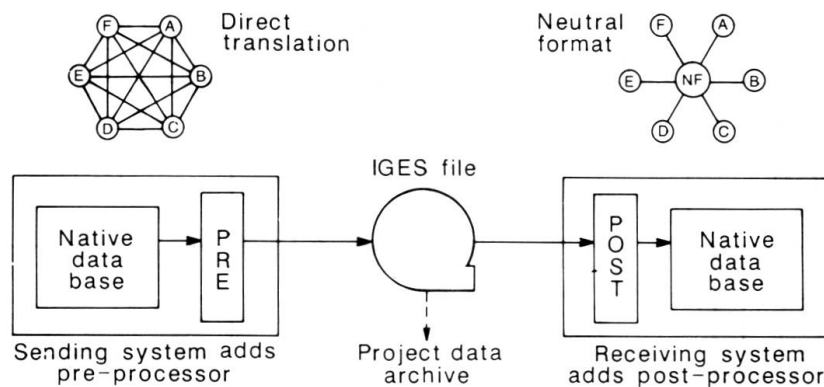 Direct
translation
F
A
E
B
D
C
Neutral
format
F
A
E
NF
B
D
C
IGES file
Native
data
base
P
R
E
P
O
S
T
Native
data
base
Sending system adds
pre-processor
Project data
archive
Receiving system
adds post-processor